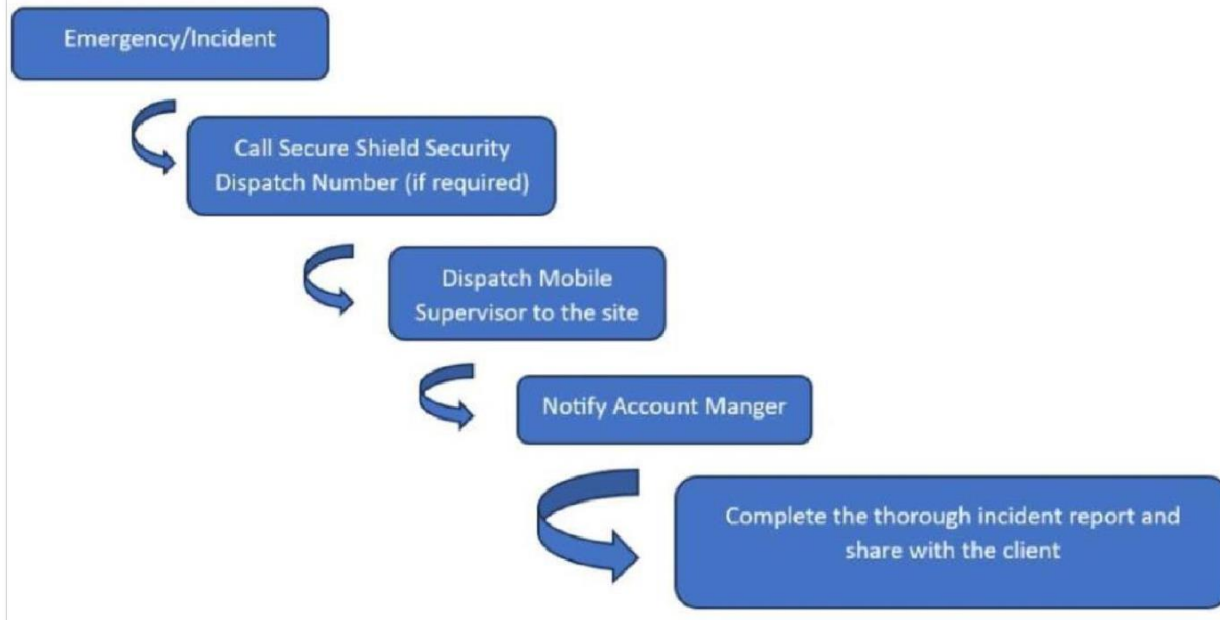 Emergency/Incident
Call Secure Shield Security
Dispatch Number (if required)
Dispatch Mobile
Supervisor to the site
Notify Account Manger
Complete the thorough incident report and
share with the client